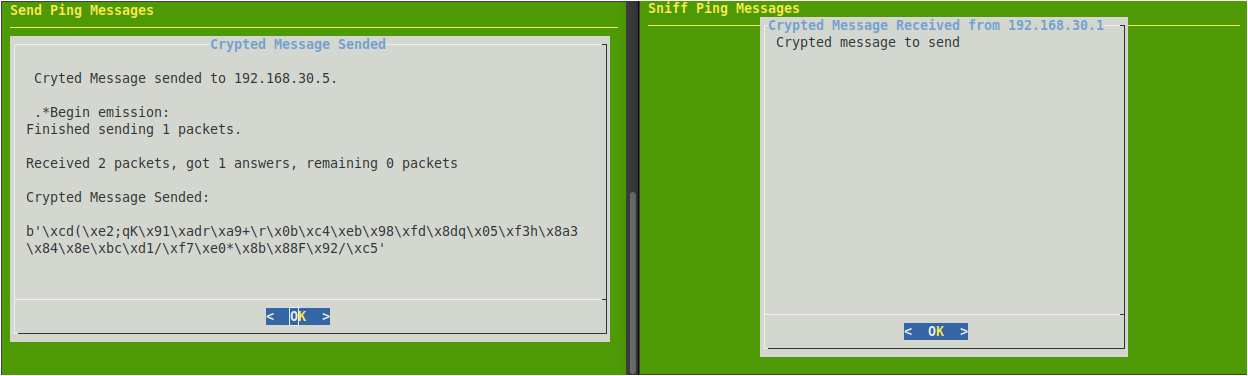 Send Ping Messages
Crypted Message Sended
Cryted Message sended to 192.168.30.5.
.*Begin emission:
Finished sending 1 packets.
Received 2 packets, got 1 answers, remaining 0 packets
Crypted Message Sended:
b'\xcd(\xe2;qK\x91\xadr\xa9+\r\x0b\xc4\xeb\x98\xfd\x8dq\x05\xf3h\x8a3
\x84\x8e\xbc\xd1/\xf7\xe0*\x8b\x88F\x92/\xc5'
< OK >
Sniff Ping Messages
Crypted Message Received from 192.168.30.1
Crypted message to send
< OK >